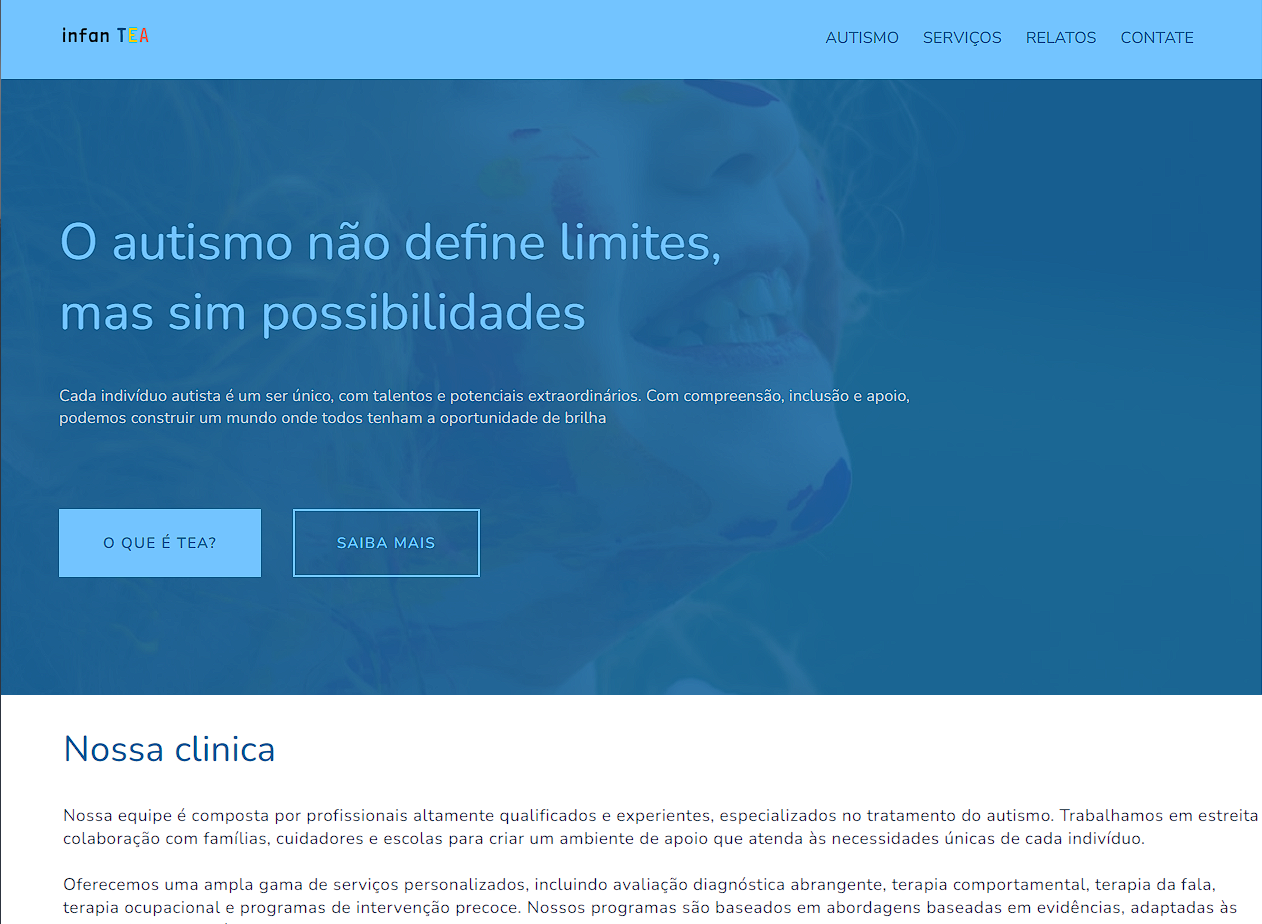 infan TEA
AUTISMO SERVIÇOS RELATOS CONTATE
O autismo não define limites,
mas sim possibilidades
Cada indivíduo autista é um ser único, com talentos e potenciais extraordinários. Com compreensão, inclusão e apoio,
podemos construir um mundo onde todos tenham a oportunidade de brilha
O QUE É TEA? SAIBA MAIS
Nossa clinica
Nossa equipe é composta por profissionais altamente qualificados e experientes, especializados no tratamento do autismo. Trabalhamos em estreita
colaboração com famílias, cuidadores e escolas para criar um ambiente de apoio que atenda às necessidades únicas de cada indivíduo.
Oferecemos uma ampla gama de serviços personalizados, incluindo avaliação diagnóstica abrangente, terapia comportamental, terapia da fala,
terapia ocupacional e programas de intervenção precoce. Nossos programas são baseados em abordagens baseadas em evidências, adaptadas às